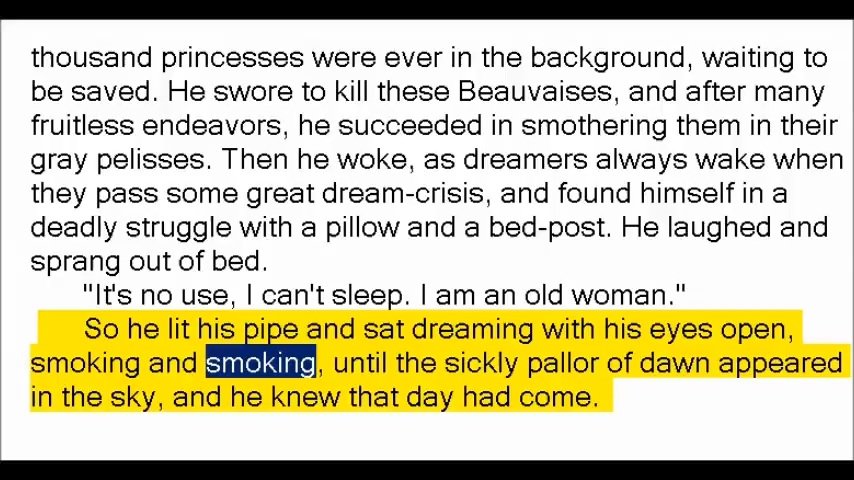 thousand princesses were ever in the background, waiting to
be saved. He swore to kill these Beauvaises, and after many
fruitless endeavors, he succeeded in smothering them in their
gray pelisses. Then he woke, as dreamers always wake when
they pass some great dream-crisis, and found himself in a
deadly struggle with a pillow and a bed-post. He laughed and
sprang out of bed.
"It's no use, I can't sleep. I am an old woman."
So he lit his pipe and sat dreaming with his eyes open,
smoking and smoking, until the sickly pallor of dawn appeared
in the sky, and he knew that day had come.